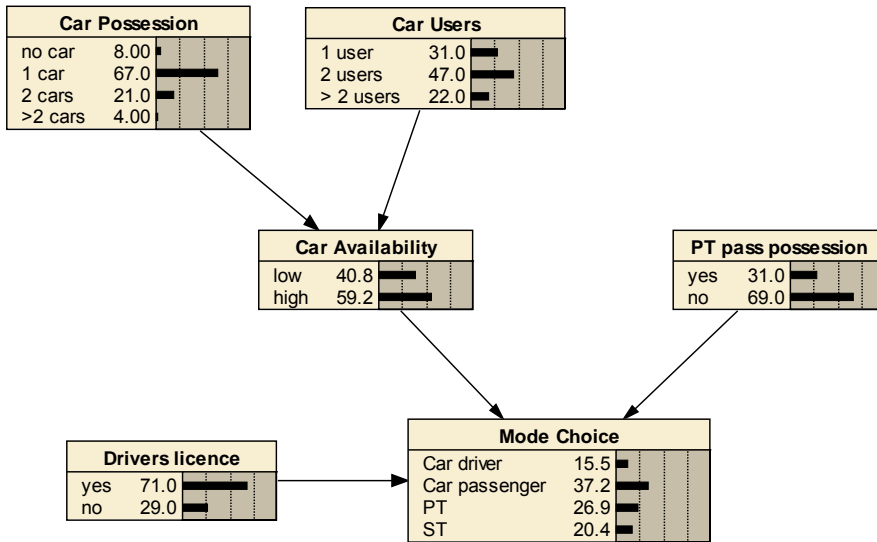 Car Possession
no car 8.00
1 car 67.0
2 cars 21.0
>2 cars 4.00
Car Users
1 user 31.0
2 users 47.0
> 2 users 22.0
Car Availability
low 40.8
high 59.2
PT pass possession
yes 31.0
no 69.0
Drivers licence
yes 71.0
no 29.0
Mode Choice
Car driver 15.5
Car passenger 37.2
PT 26.9
ST 20.4